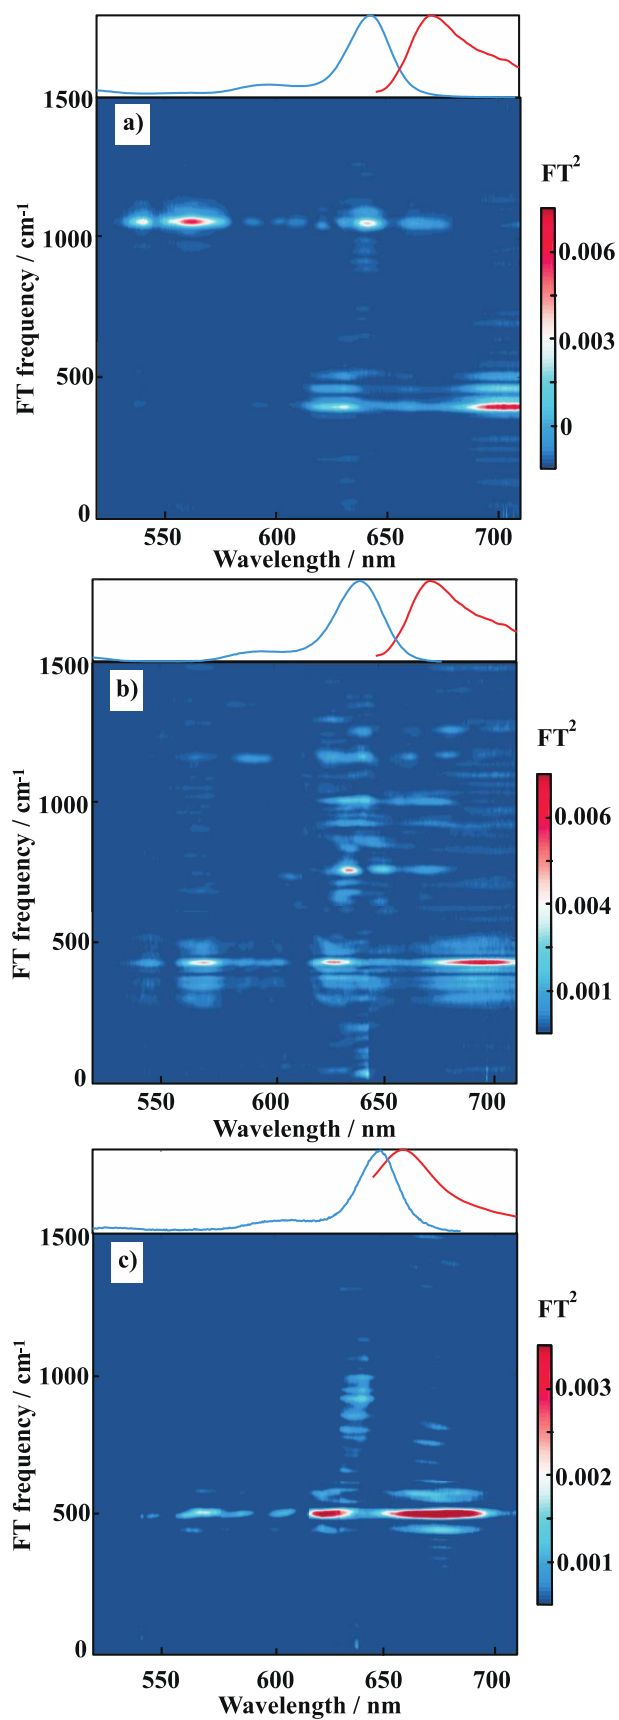 1500
a)
FT²
1000
0.006
0.003
500
0
0
FT frequency / cm⁻¹
550 600 650 700
Wavelength / nm
1500
b)
FT²
1000
0.006
0.004
500
0.001
0
FT frequency / cm⁻¹
550 600 650 700
Wavelength / nm
1500
c)
FT²
1000
0.003
0.002
500
0.001
0
FT frequency / cm⁻¹
550 600 650 700
Wavelength / nm